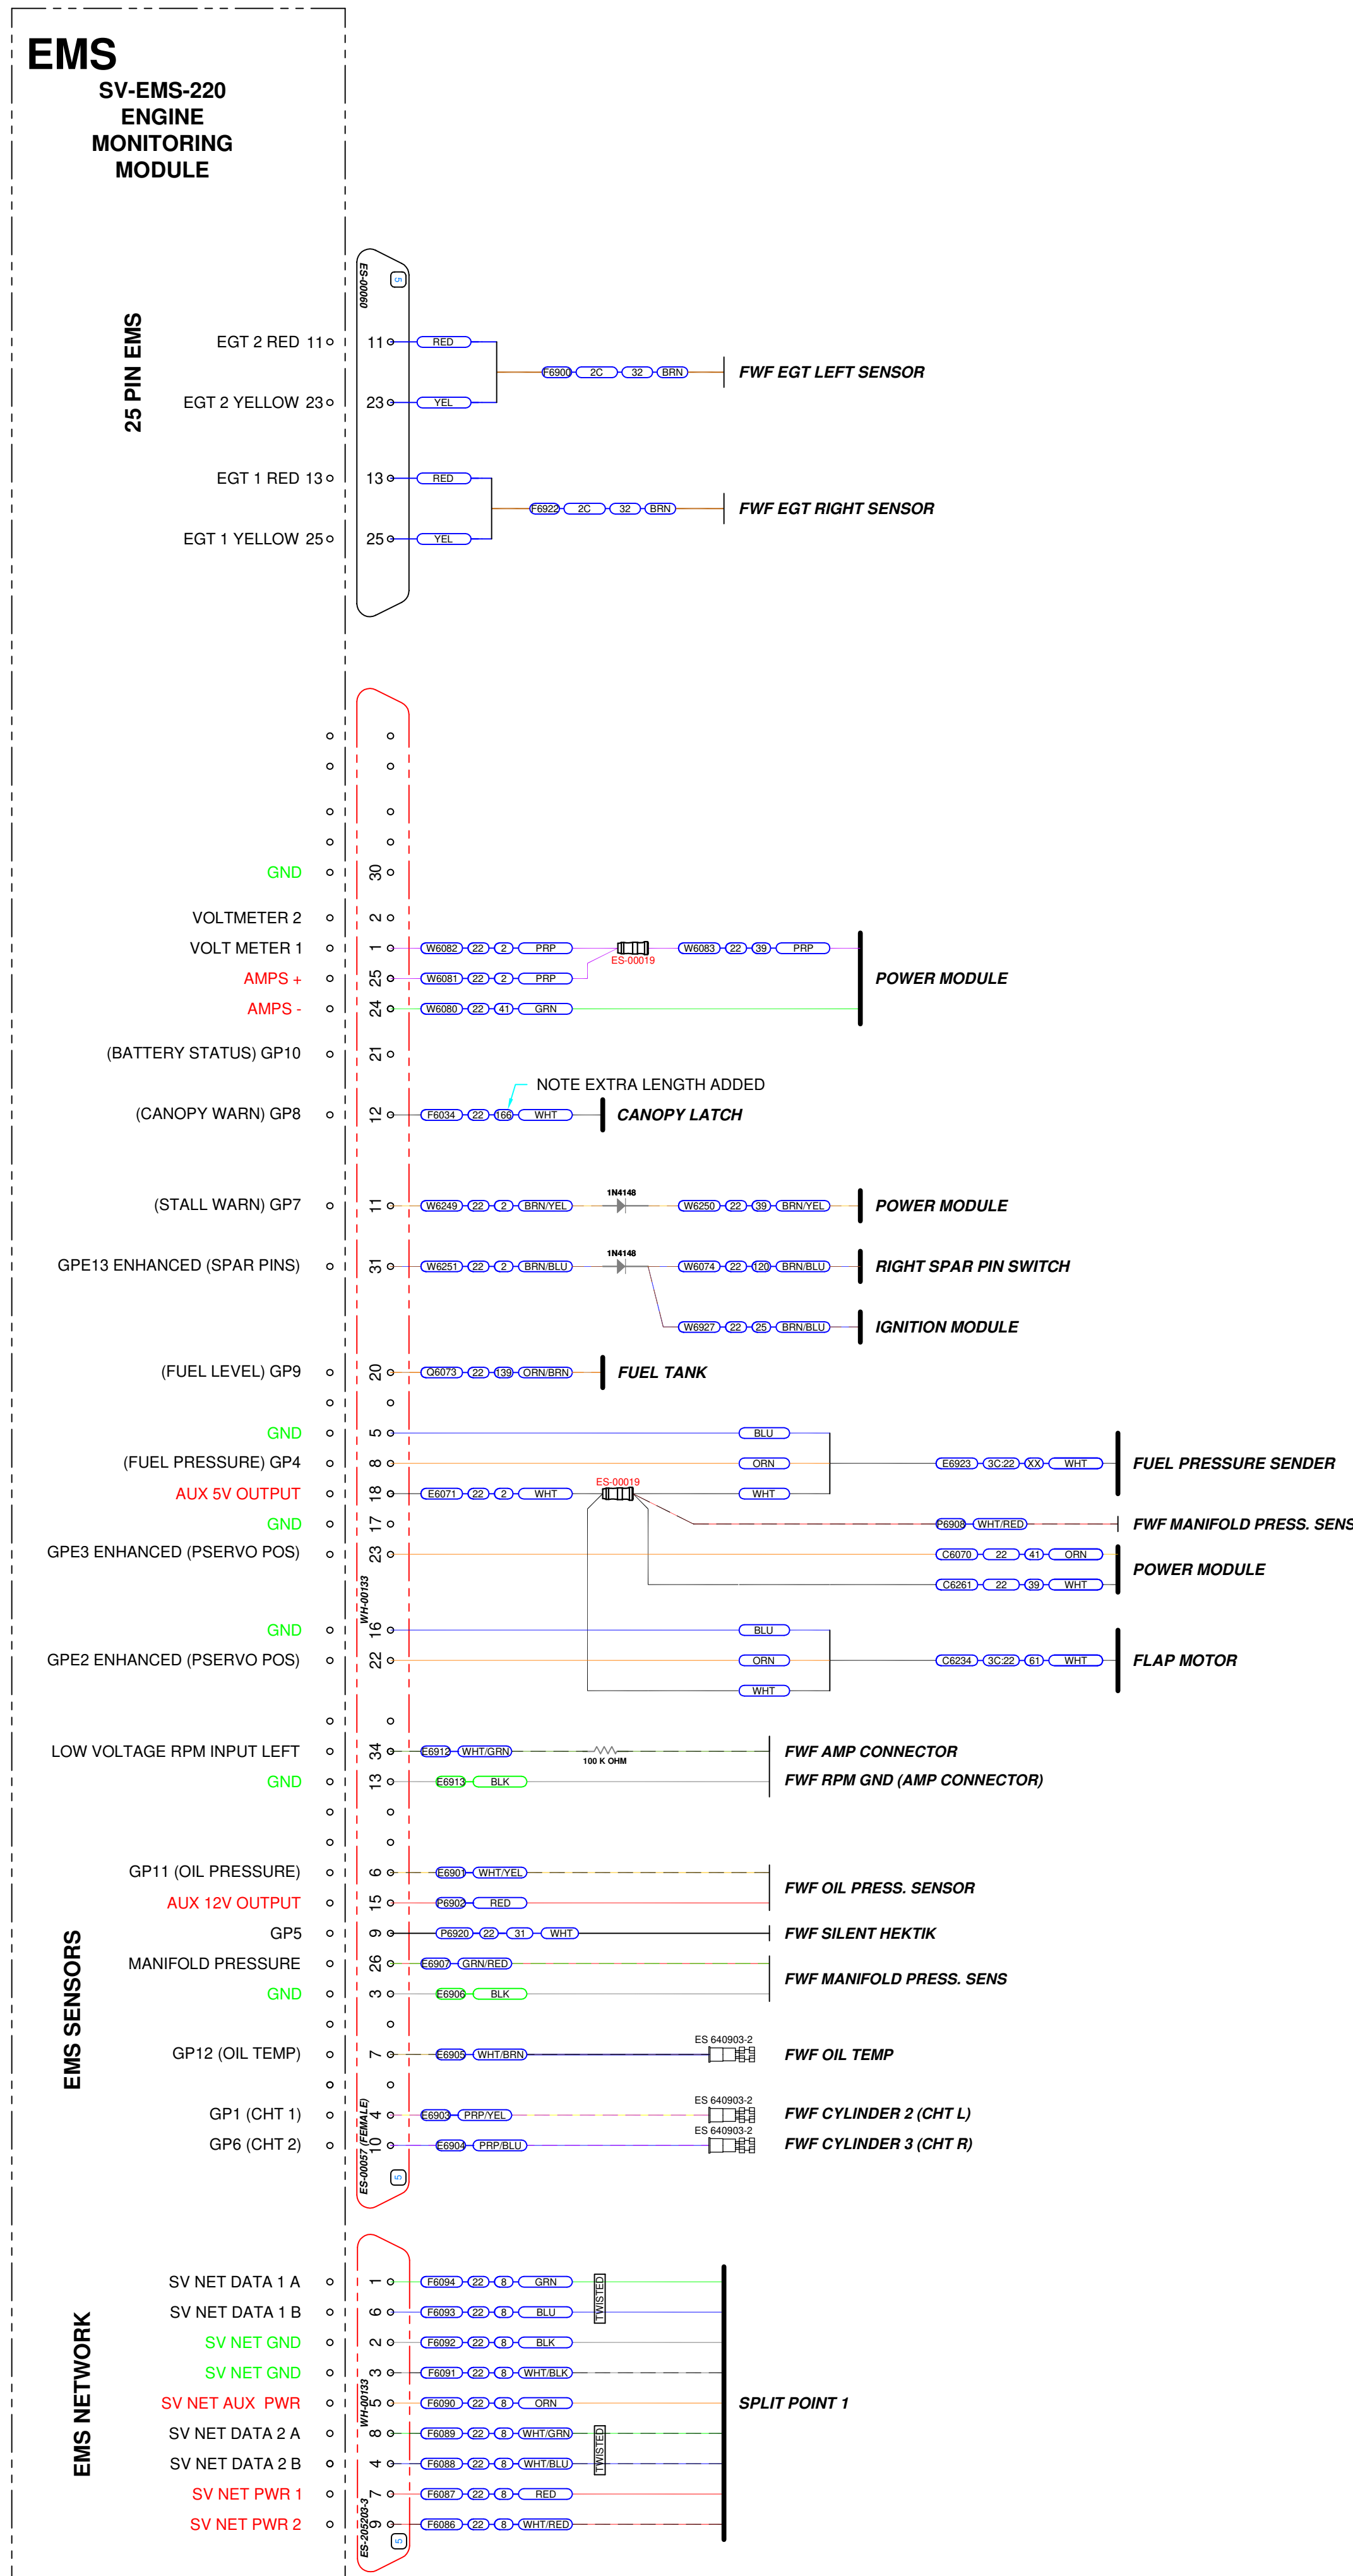 EMS
SV-EMS-220
ENGINE
MONITORING
MODULE
25 PIN EMS
ES-00060
5
EGT 2 RED 11 11 RED
F6900 2C 32 BRN FWF EGT LEFT SENSOR
EGT 2 YELLOW 23 23 YEL
EGT 1 RED 13 13 RED
F6922 2C 32 BRN FWF EGT RIGHT SENSOR
EGT 1 YELLOW 25 25 YEL
GND 30
VOLTMETER 2 2
VOLT METER 1 1 W6082 22 2 PRP W6083 22 39 PRP
ES-00019
AMPS + 25 W6081 22 2 PRP POWER MODULE
AMPS - 24 W6080 22 41 GRN
(BATTERY STATUS) GP10 21
NOTE EXTRA LENGTH ADDED
(CANOPY WARN) GP8 12 F6034 22 166 WHT CANOPY LATCH
1N4148
(STALL WARN) GP7 11 W6249 22 2 BRN/YEL W6250 22 39 BRN/YEL POWER MODULE
1N4148
GPE13 ENHANCED (SPAR PINS) 31 W6251 22 2 BRN/BLU W6074 22 120 BRN/BLU RIGHT SPAR PIN SWITCH
W6927 22 25 BRN/BLU IGNITION MODULE
(FUEL LEVEL) GP9 20 Q6073 22 139 ORN/BRN FUEL TANK
GND 5 BLU
(FUEL PRESSURE) GP4 8 ORN E6923 3C:22 XX WHT FUEL PRESSURE SENDER
ES-00019
AUX 5V OUTPUT 18 E6071 22 2 WHT WHT
GND 17 P6908 WHT/RED FWF MANIFOLD PRESS. SENS
GPE3 ENHANCED (PSERVO POS) 23 C6070 22 41 ORN
POWER MODULE
C6261 22 39 WHT
WH-00133
GND 16 BLU
GPE2 ENHANCED (PSERVO POS) 22 ORN C6234 3C:22 61 WHT FLAP MOTOR
WHT
LOW VOLTAGE RPM INPUT LEFT 34 E6912 WHT/GRN 100 K OHM FWF AMP CONNECTOR
GND 13 E6913 BLK FWF RPM GND (AMP CONNECTOR)
EMS SENSORS
GP11 (OIL PRESSURE) 6 E6901 WHT/YEL
FWF OIL PRESS. SENSOR
AUX 12V OUTPUT 15 P6902 RED
GP5 9 P6920 22 31 WHT FWF SILENT HEKTIK
MANIFOLD PRESSURE 26 E6907 GRN/RED
FWF MANIFOLD PRESS. SENS
GND 3 E6906 BLK
ES 640903-2
GP12 (OIL TEMP) 7 E6905 WHT/BRN FWF OIL TEMP
ES 640903-2
GP1 (CHT 1) 4 E6903 PRP/YEL FWF CYLINDER 2 (CHT L)
ES 640903-2
GP6 (CHT 2) 10 E6904 PRP/BLU FWF CYLINDER 3 (CHT R)
ES-00057 (FEMALE)
5
EMS NETWORK
SV NET DATA 1 A 1 F6094 22 8 GRN
TWISTED
SV NET DATA 1 B 6 F6093 22 8 BLU
SV NET GND 2 F6092 22 8 BLK
SV NET GND 3 F6091 22 8 WHT/BLK
WH-00133
SV NET AUX PWR 5 F6090 22 8 ORN SPLIT POINT 1
SV NET DATA 2 A 8 F6089 22 8 WHT/GRN
TWISTED
SV NET DATA 2 B 4 F6088 22 8 WHT/BLU
SV NET PWR 1 7 F6087 22 8 RED
SV NET PWR 2 9 F6086 22 8 WHT/RED
ES-205203-3
5